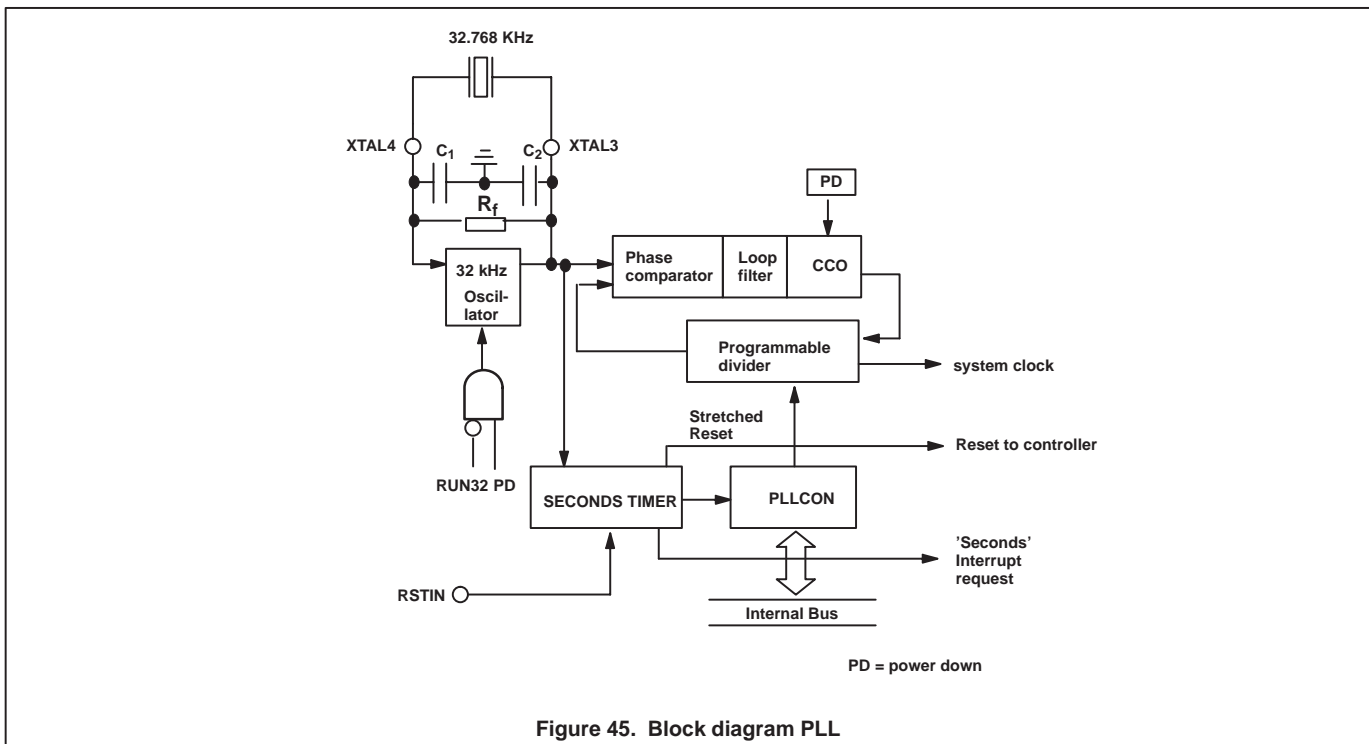 32.768 KHz
XTAL4
C1
C2
XTAL3
Rf
PD
32 kHz
Oscil-
lator
Phase
comparator
Loop
filter
CCO
Programmable
divider
system clock
Stretched
Reset
Reset to controller
RUN32 PD
SECONDS TIMER
PLLCON
'Seconds'
Interrupt
request
RSTIN
Internal Bus
PD = power down
Figure 45. Block diagram PLL